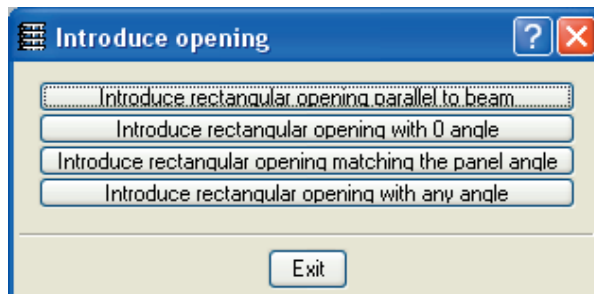 Introduce opening
Introduce rectangular opening parallel to beam
Introduce rectangular opening with 0 angle
Introduce rectangular opening matching the panel angle
Introduce rectangular opening with any angle
Exit